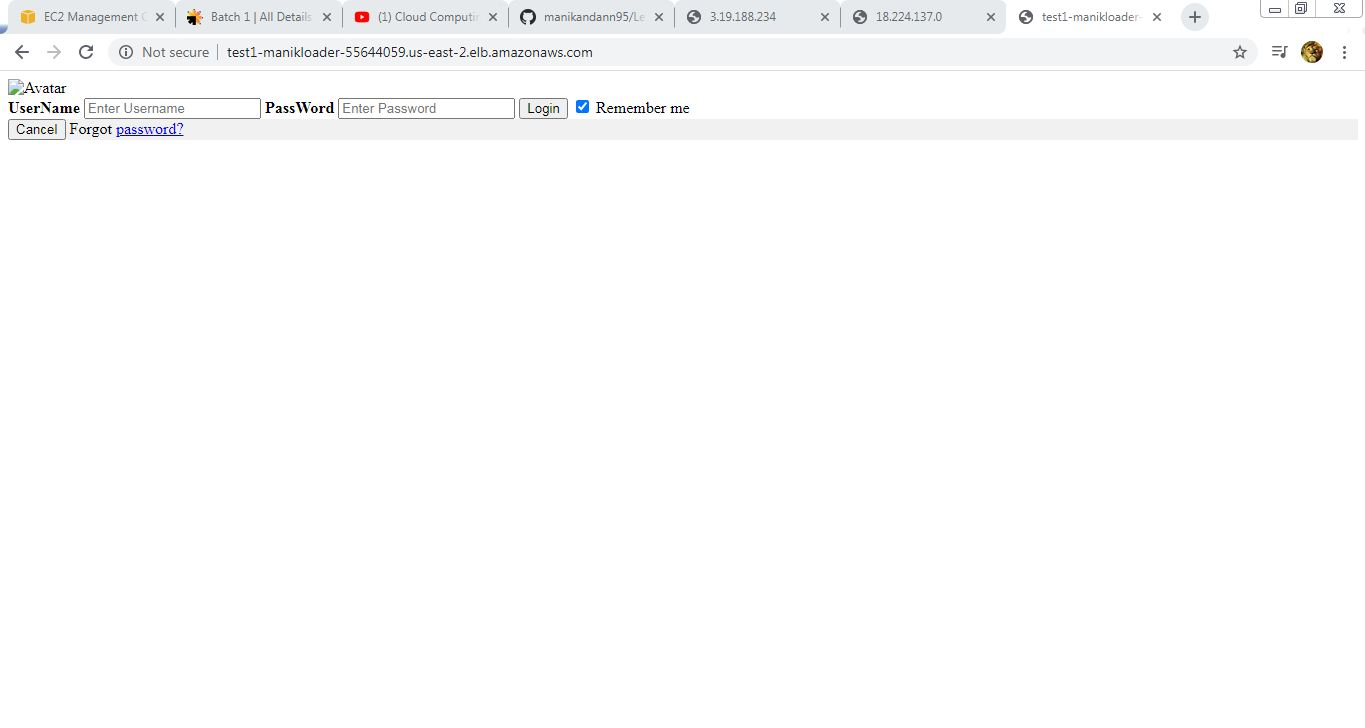 EC2 Management C
Batch 1 | All Details
(1) Cloud Computin
manikandann95/Le
3.19.188.234
18.224.137.0
test1-manikloader-
Not secure | test1-manikloader-55644059.us-east-2.elb.amazonaws.com
Avatar
UserName Enter Username PassWord Enter Password Login Remember me
Cancel Forgot password?